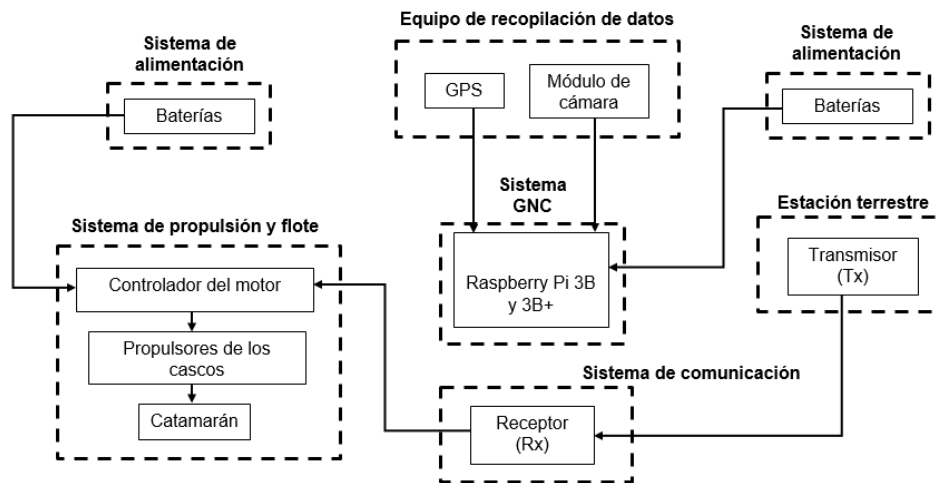 Equipo de recopilación de datos
Sistema de
alimentación
Baterías
GPS
Módulo de
cámara
Sistema de
alimentación
Baterías
Sistema
GNC
Raspberry Pi 3B
y 3B+
Estación terrestre
Transmisor
(Tx)
Sistema de propulsión y flote
Controlador del motor
Propulsores de los
cascos
Catamarán
Sistema de comunicación
Receptor
(Rx)